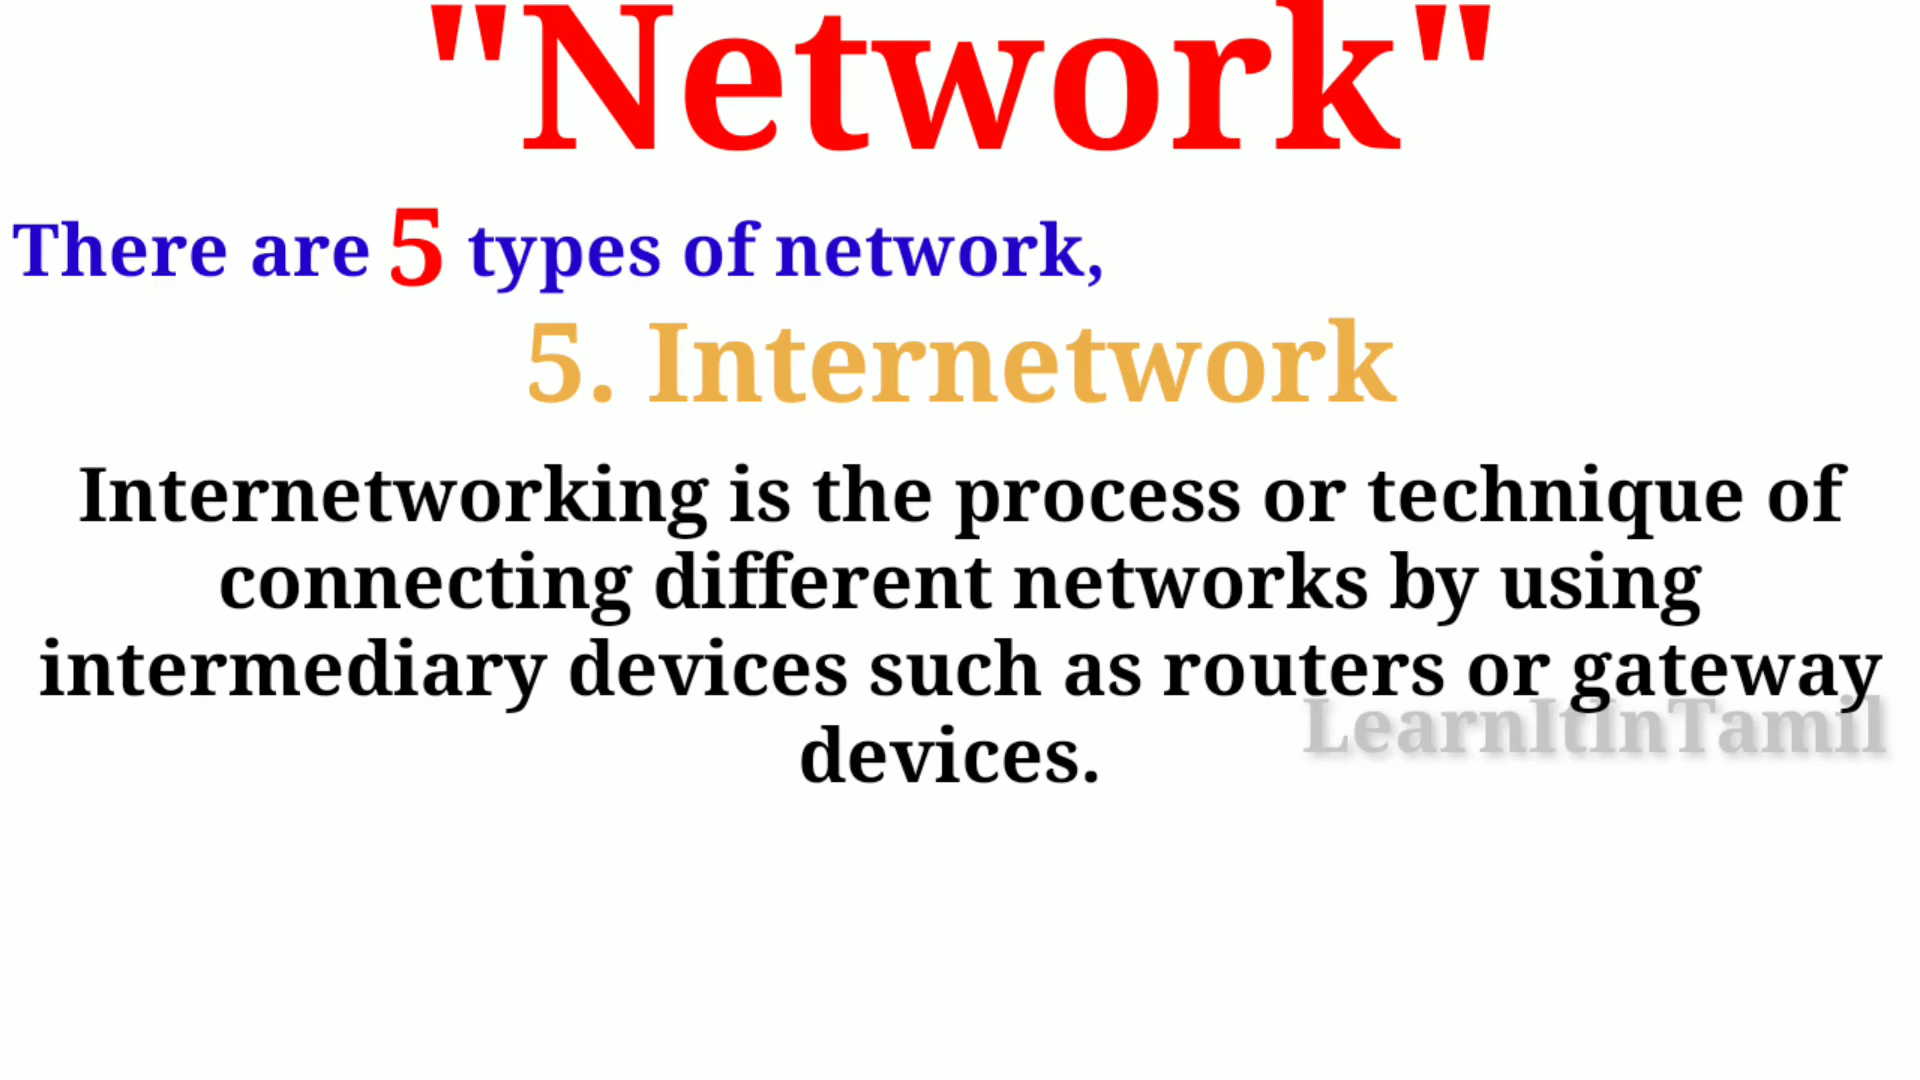 "Network"
There are 5 types of network,
5. Internetwork
Internetworking is the process or technique of
connecting different networks by using
intermediary devices such as routers or gateway
devices.
LearnItInTamil